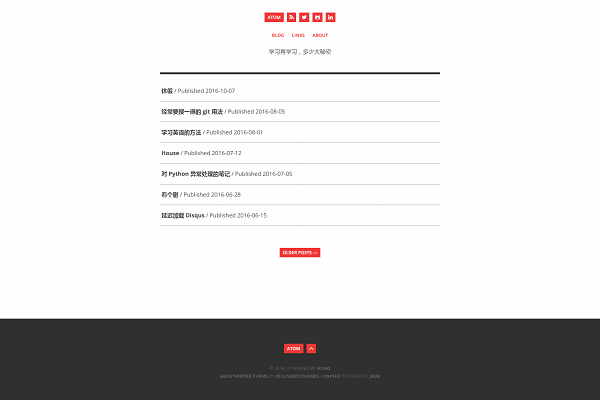 ATOM
BLOG LINKS ABOUT
学习再学习，多少大秘密
休假 / Published 2016-10-07
经常要搜一遍的 git 用法 / Published 2016-08-05
学习英语的方法 / Published 2016-08-01
House / Published 2016-07-12
对 Python 异常处理的笔记 / Published 2016-07-05
看个剧 / Published 2016-06-28
延迟加载 Disqus / Published 2016-06-15
OLDER POSTS
ATOM
© 2016 / POWERED BY HUGO
GHOSTWRITER THEME BY JOLLYGOODTHEMES / PORTED TO HUGO BY JBUB